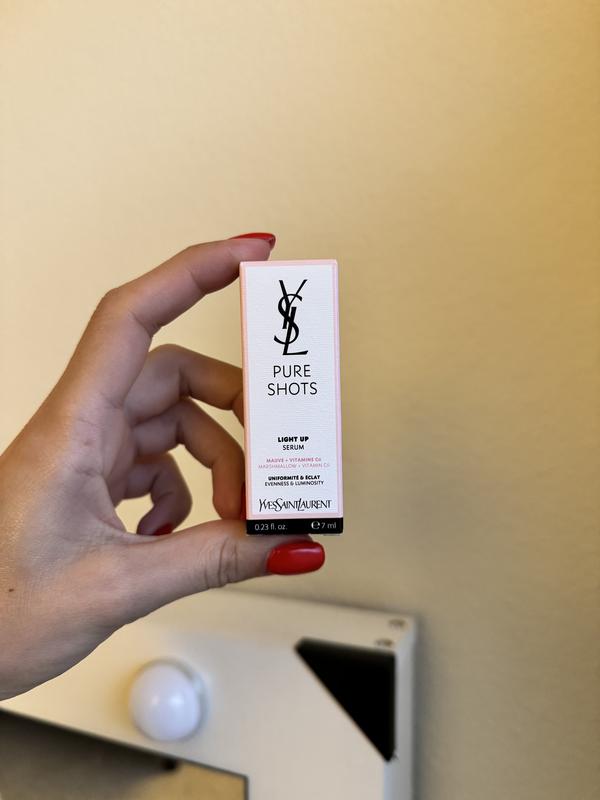 YSL
PURE
SHOTS
LIGHT UP
SERUM
MAUVE + VITAMINE CG
MARSHMALLOW + VITAMIN CG
UNIFORMITÉ & ÉCLAT
EVENNESS & LUMINOSITY
YVESSAINTLAURENT
0.23 fl. oz. ℮ 7 ml